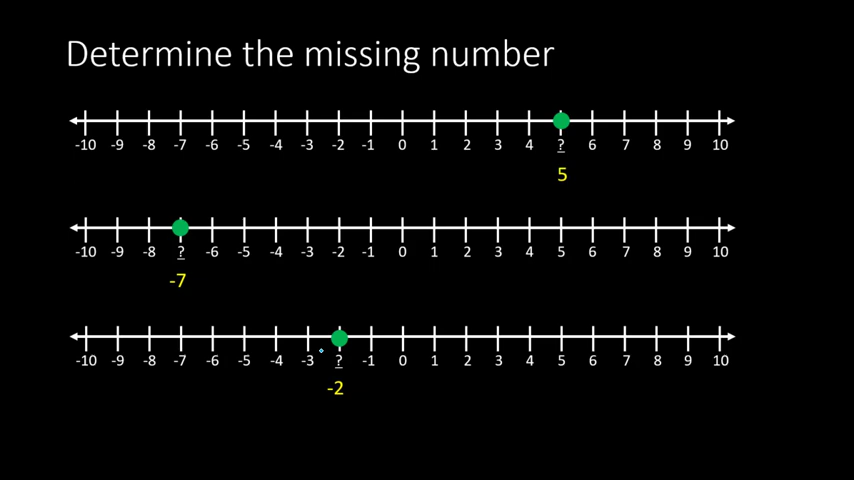 Determine the missing number
-10 -9 -8 -7 -6 -5 -4 -3 -2 -1 0 1 2 3 4 ? 6 7 8 9 10
5
-10 -9 -8 ? -6 -5 -4 -3 -2 -1 0 1 2 3 4 5 6 7 8 9 10
-7
-10 -9 -8 -7 -6 -5 -4 -3 ? -1 0 1 2 3 4 5 6 7 8 9 10
-2